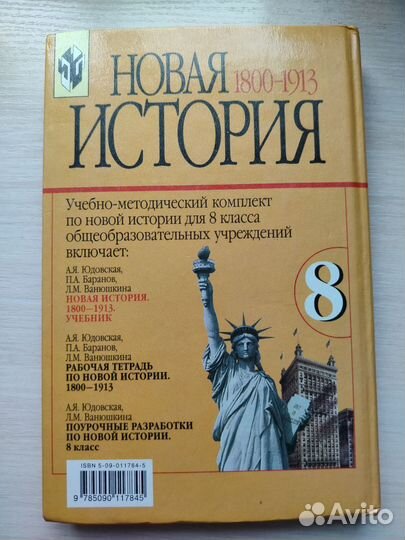 НОВАЯ
1800–1913
ИСТОРИЯ
Учебно-методический комплект
по новой истории для 8 класса
общеобразовательных учреждений
включает:
А.Я. Юдовская,
П.А. Баранов,
Л.М. Ванюшкина
НОВАЯ ИСТОРИЯ.
1800–1913.
УЧЕБНИК
А.Я. Юдовская,
П.А. Баранов,
Л.М. Ванюшкина
РАБОЧАЯ ТЕТРАДЬ
ПО НОВОЙ ИСТОРИИ.
1800–1913
А.Я. Юдовская,
Л.М. Ванюшкина
ПОУРОЧНЫЕ РАЗРАБОТКИ
ПО НОВОЙ ИСТОРИИ.
8 класс
8
ISBN 5-09-011784-5
9 785090 117845
Avito